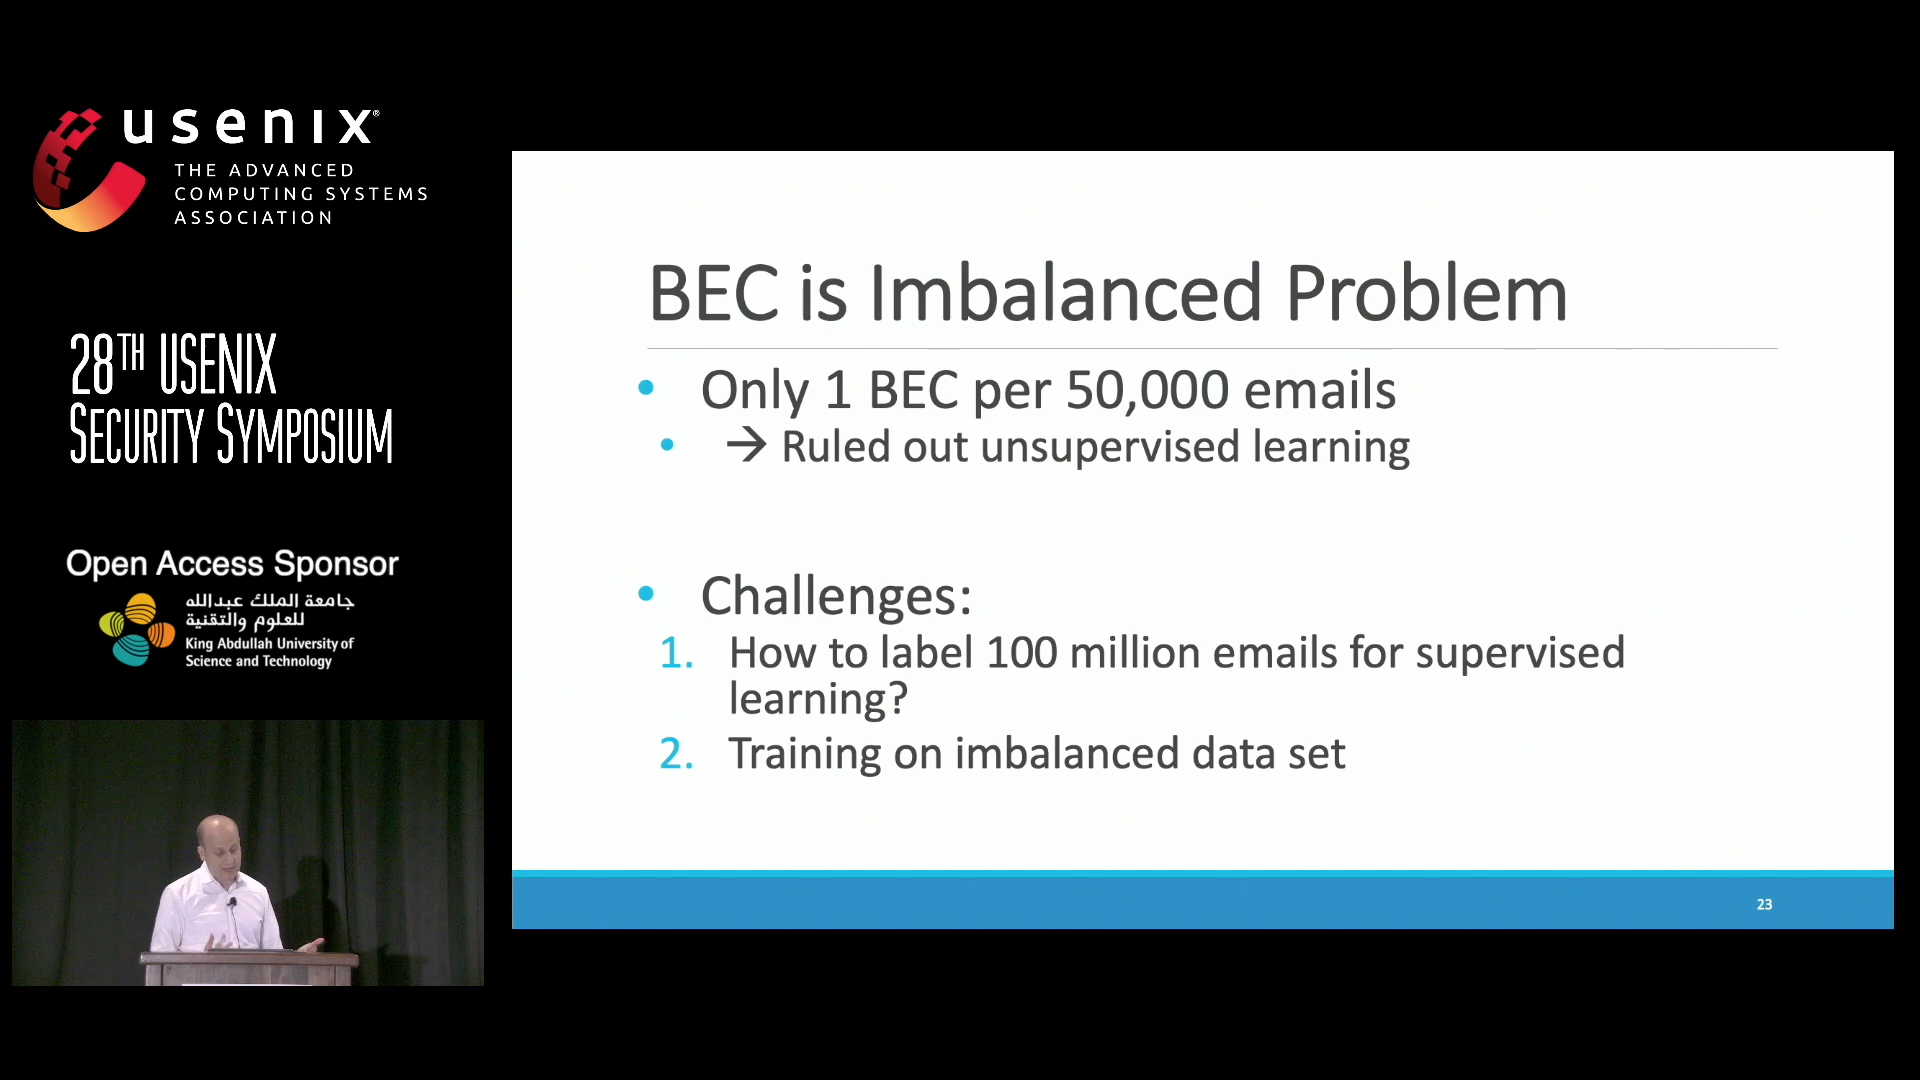 usenix®
THE ADVANCED
COMPUTING SYSTEMS
ASSOCIATION
28TH USENIX
SECURITY SYMPOSIUM
Open Access Sponsor
جامعة الملك عبدالله
للعلوم والتقنية
King Abdullah University of
Science and Technology
BEC is Imbalanced Problem
• Only 1 BEC per 50,000 emails
• → Ruled out unsupervised learning
• Challenges:
1. How to label 100 million emails for supervised
learning?
2. Training on imbalanced data set
23